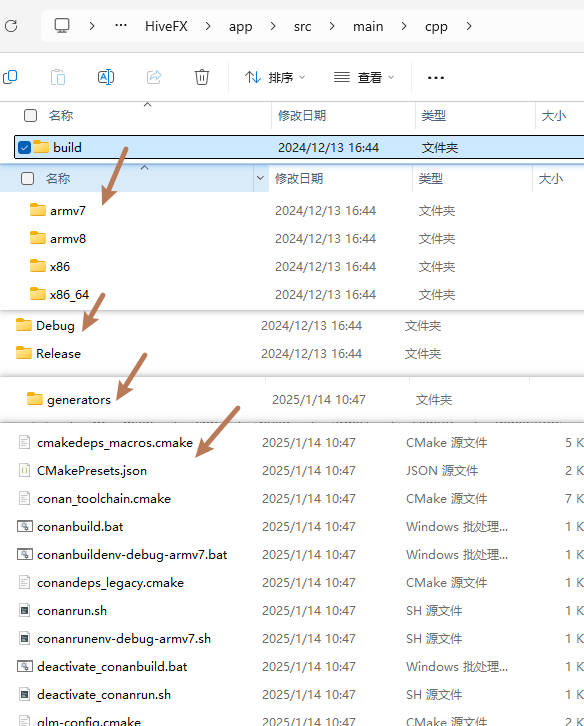 HiveFX app src main cpp
排序 查看
名称 修改日期 类型 大小
build 2024/12/13 16:44 文件夹
名称 修改日期 类型 大小
armv7 2024/12/13 16:44 文件夹
armv8 2024/12/13 16:44 文件夹
x86 2024/12/13 16:44 文件夹
x86_64 2024/12/13 16:44 文件夹
Debug 2024/12/13 16:44 文件夹
Release 2024/12/13 16:44 文件夹
generators 2025/1/14 10:47 文件夹
cmakedeps_macros.cmake 2025/1/14 10:47 CMake 源文件 5 K
CMakePresets.json 2025/1/14 10:47 JSON 源文件 2 K
conan_toolchain.cmake 2025/1/14 10:47 CMake 源文件 7 K
conanbuild.bat 2025/1/14 10:47 Windows 批处理... 1 K
conanbuildenv-debug-armv7.bat 2025/1/14 10:47 Windows 批处理... 1 K
conandeps_legacy.cmake 2025/1/14 10:47 CMake 源文件 1 K
conanrun.sh 2025/1/14 10:47 SH 源文件 1 K
conanrunenv-debug-armv7.sh 2025/1/14 10:47 SH 源文件 1 K
deactivate_conanbuild.bat 2025/1/14 10:47 Windows 批处理... 1 K
deactivate_conanrun.sh 2025/1/14 10:47 SH 源文件 1 K
glm-config.cmake 2025/1/14 10:47 CMake 源文件 2 K